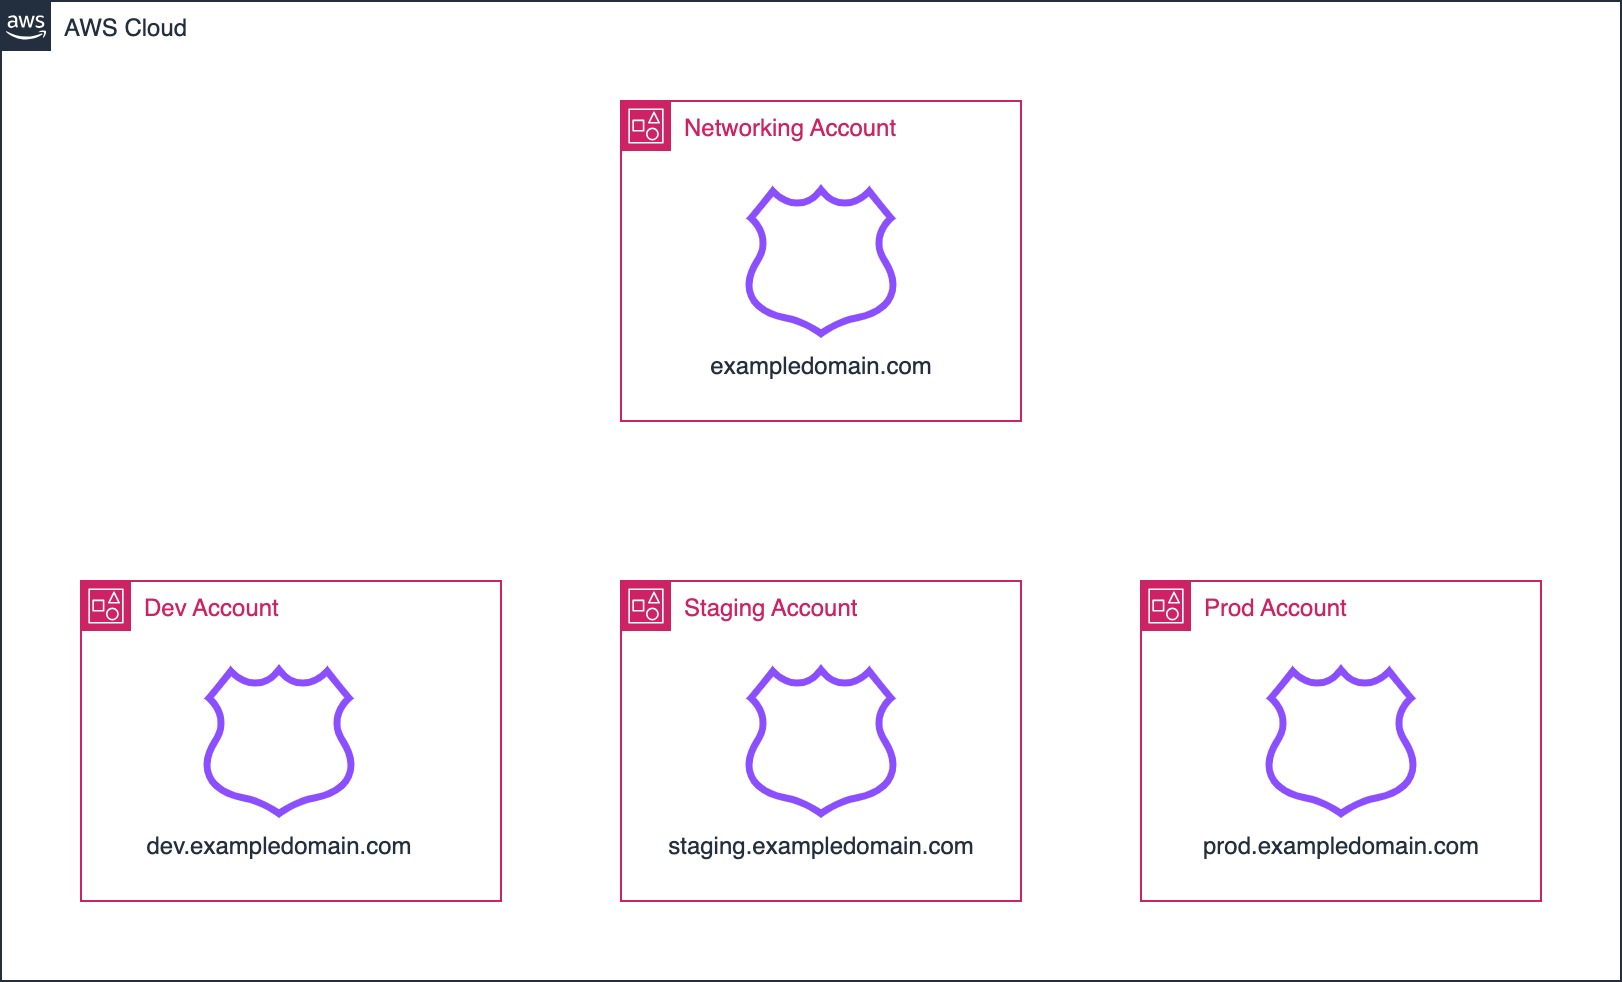 aws
AWS Cloud
Networking Account
exampledomain.com
Dev Account
dev.exampledomain.com
Staging Account
staging.exampledomain.com
Prod Account
prod.exampledomain.com